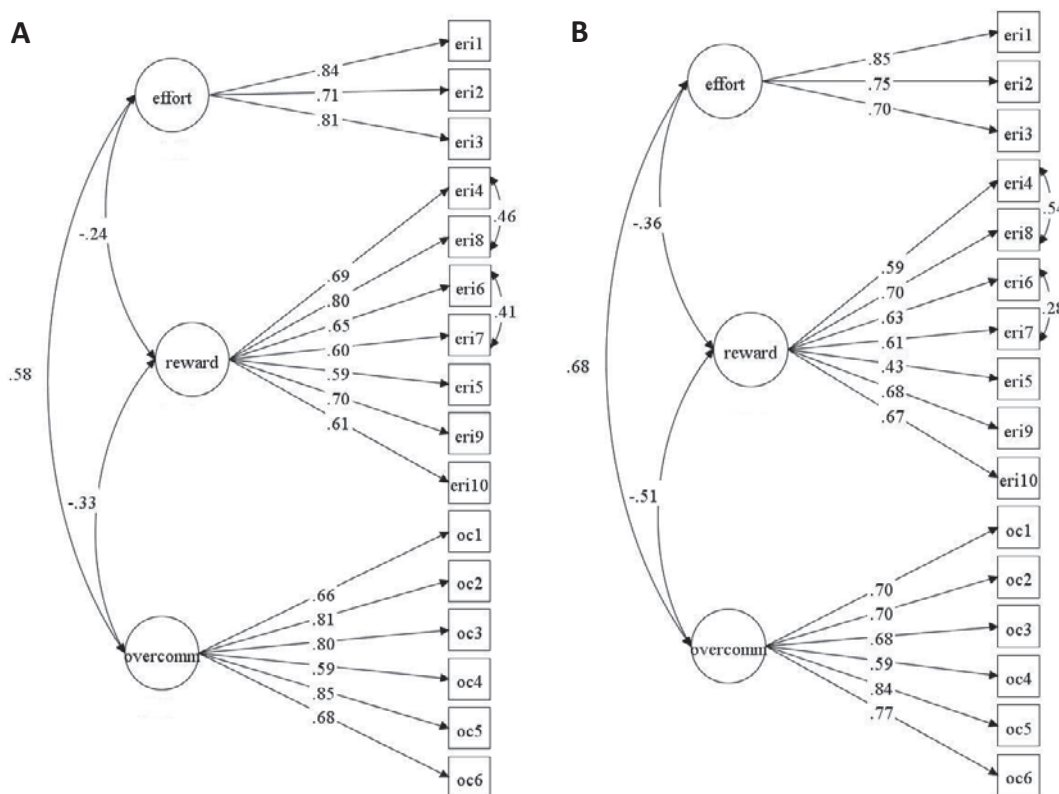 A
effort
reward
overcomm
eri1
eri2
eri3
eri4
eri8
eri6
eri7
eri5
eri9
eri10
oc1
oc2
oc3
oc4
oc5
oc6
.84
.71
.81
.69
.80
.65
.60
.59
.70
.61
.66
.81
.80
.59
.85
.68
-.24
-.33
.58
.46
.41
B
effort
reward
overcomm
eri1
eri2
eri3
eri4
eri8
eri6
eri7
eri5
eri9
eri10
oc1
oc2
oc3
oc4
oc5
oc6
.85
.75
.70
.59
.70
.63
.61
.43
.68
.67
.70
.70
.68
.59
.84
.77
-.36
-.51
.68
.54
.28